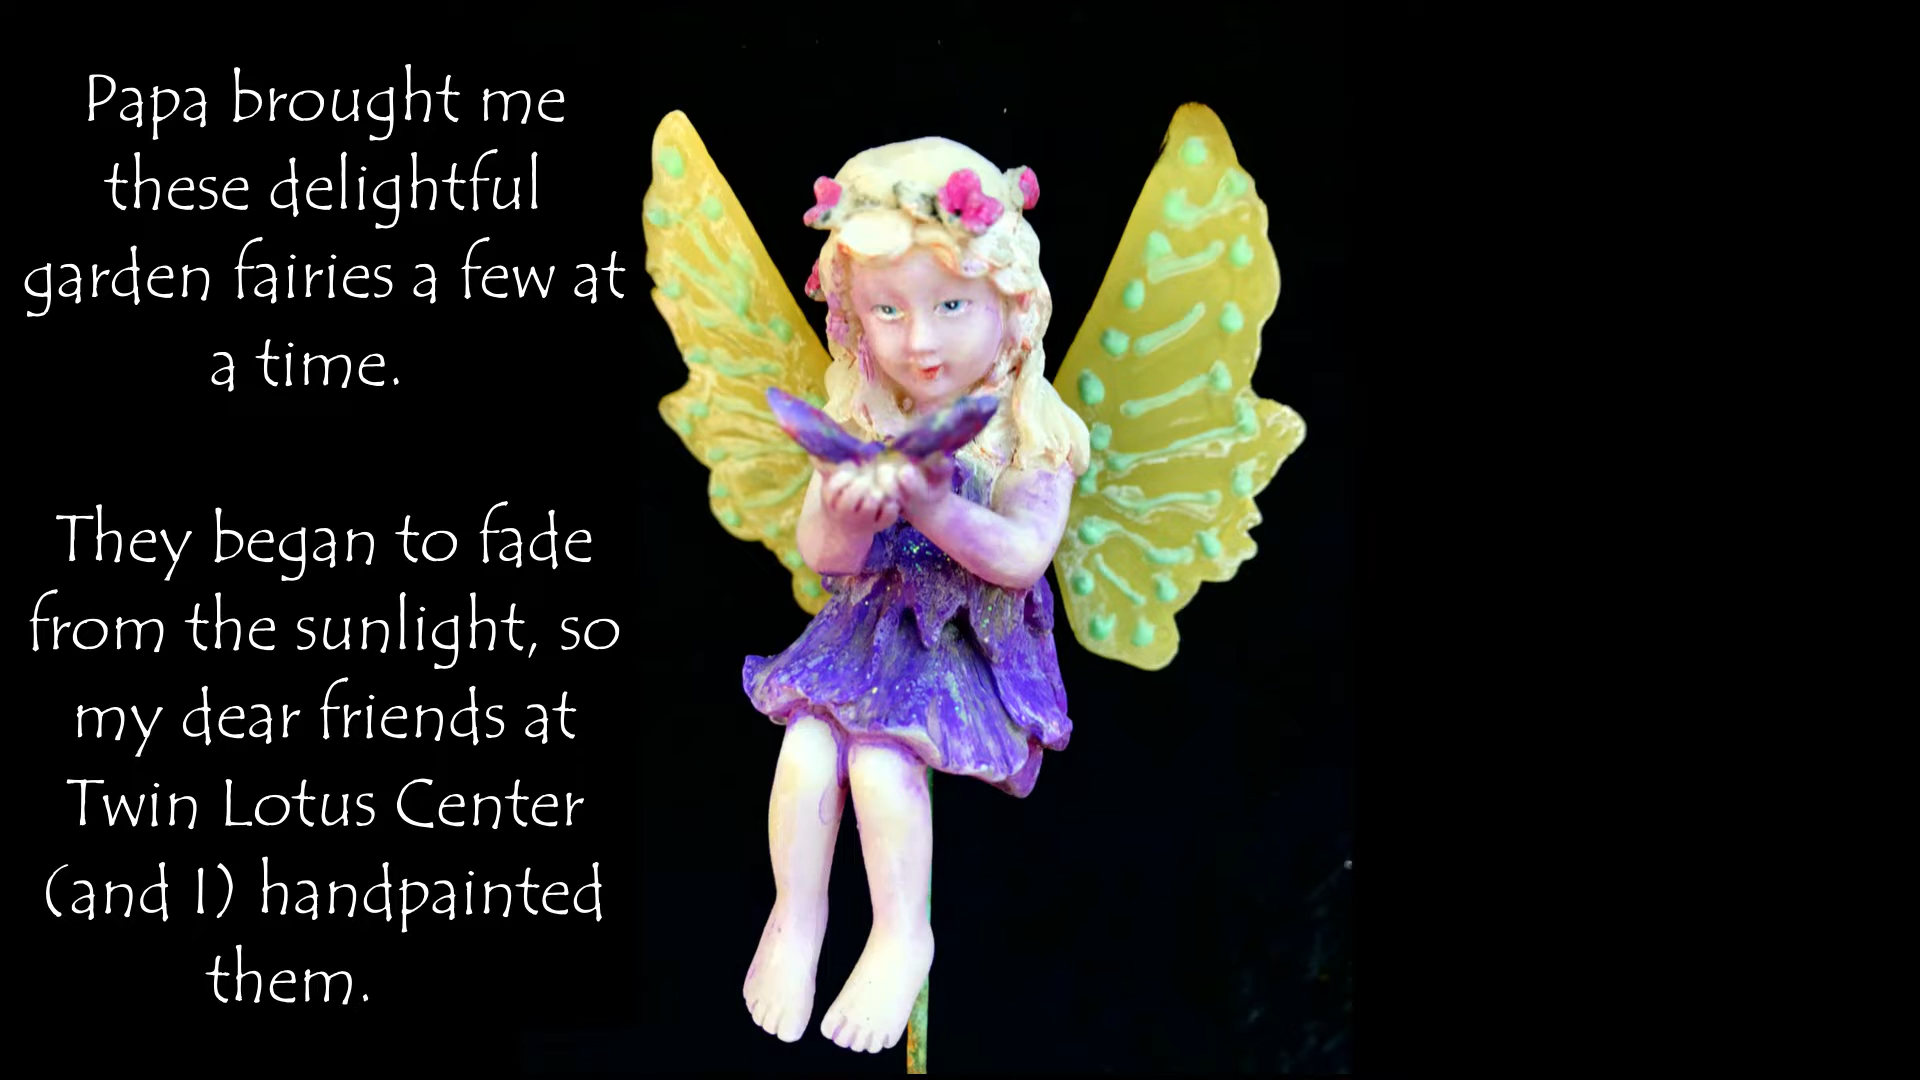 Papa brought me
these delightful
garden fairies a few at
a time.
They began to fade
from the sunlight, so
my dear friends at
Twin Lotus Center
(and I) handpainted
them.